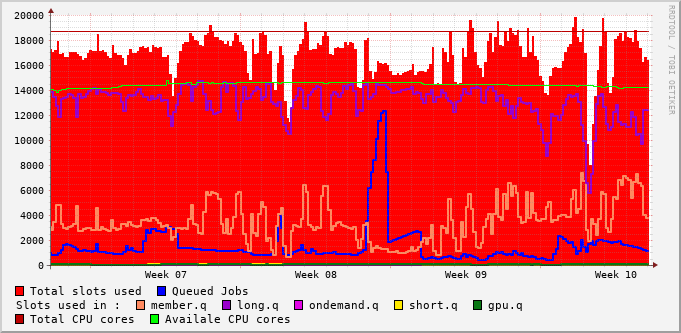 RRDTOOL / TOBI OETIKER
20000
18000
16000
14000
12000
10000
8000
6000
4000
2000
0
Week 07 Week 08 Week 09 Week 10
Total slots used Queued Jobs
Slots used in : member.q long.q ondemand.q short.q gpu.q
Total CPU cores Availale CPU cores